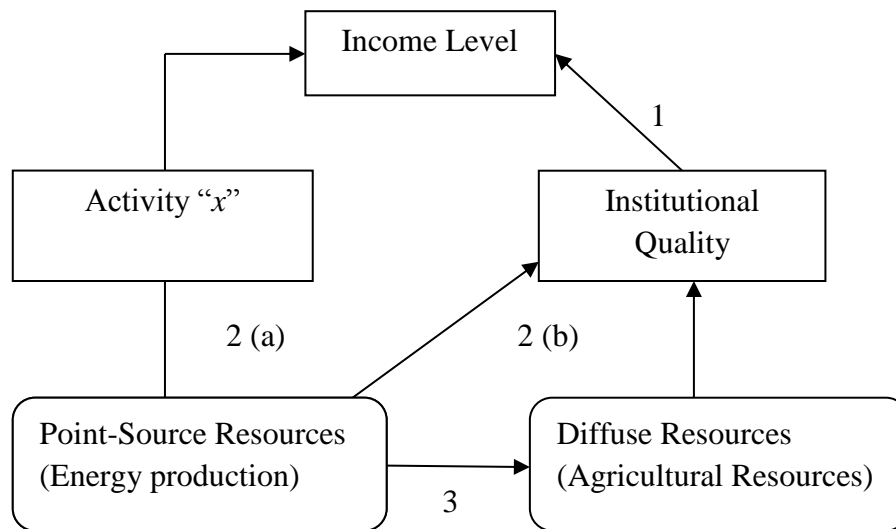 Income Level
1
Activity “x”
Institutional
Quality
2 (a)
2 (b)
Point-Source Resources
(Energy production)
Diffuse Resources
(Agricultural Resources)
3